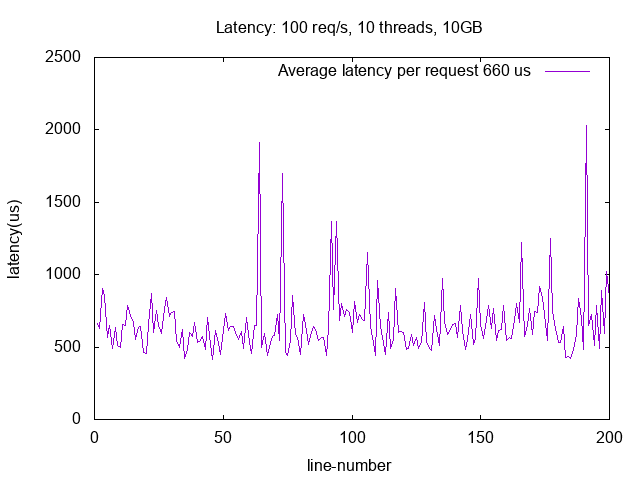 Latency: 100 req/s, 10 threads, 10GB
Average latency per request 660 us
2500
2000
1500
1000
500
0
latency(us)
0 50 100 150 200
line-number